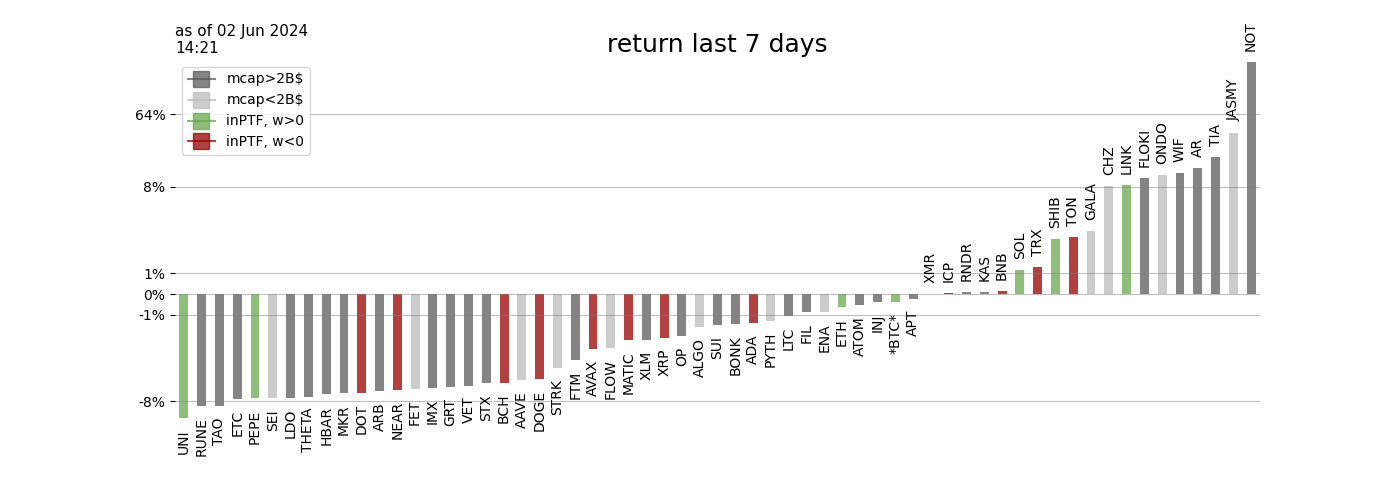 as of 02 Jun 2024
14:21
return last 7 days
mcap>2B$
mcap<2B$
inPTF, w>0
inPTF, w<0
64%
8%
1%
0%
-1%
-8%
UNI
RUNE
TAO
ETC
PEPE
SEI
LDO
THETA
HBAR
MKR
DOT
ARB
NEAR
FET
IMX
GRT
VET
STX
BCH
AAVE
DOGE
STRK
FTM
AVAX
FLOW
MATIC
XLM
XRP
OP
ALGO
SUI
BONK
ADA
PYTH
LTC
FIL
ENA
ETH
ATOM
INJ
*BTC*
APT
XMR
ICP
RNDR
KAS
BNB
SOL
TRX
SHIB
TON
GALA
CHZ
LINK
FLOKI
ONDO
WIF
AR
TIA
JASMY
NOT